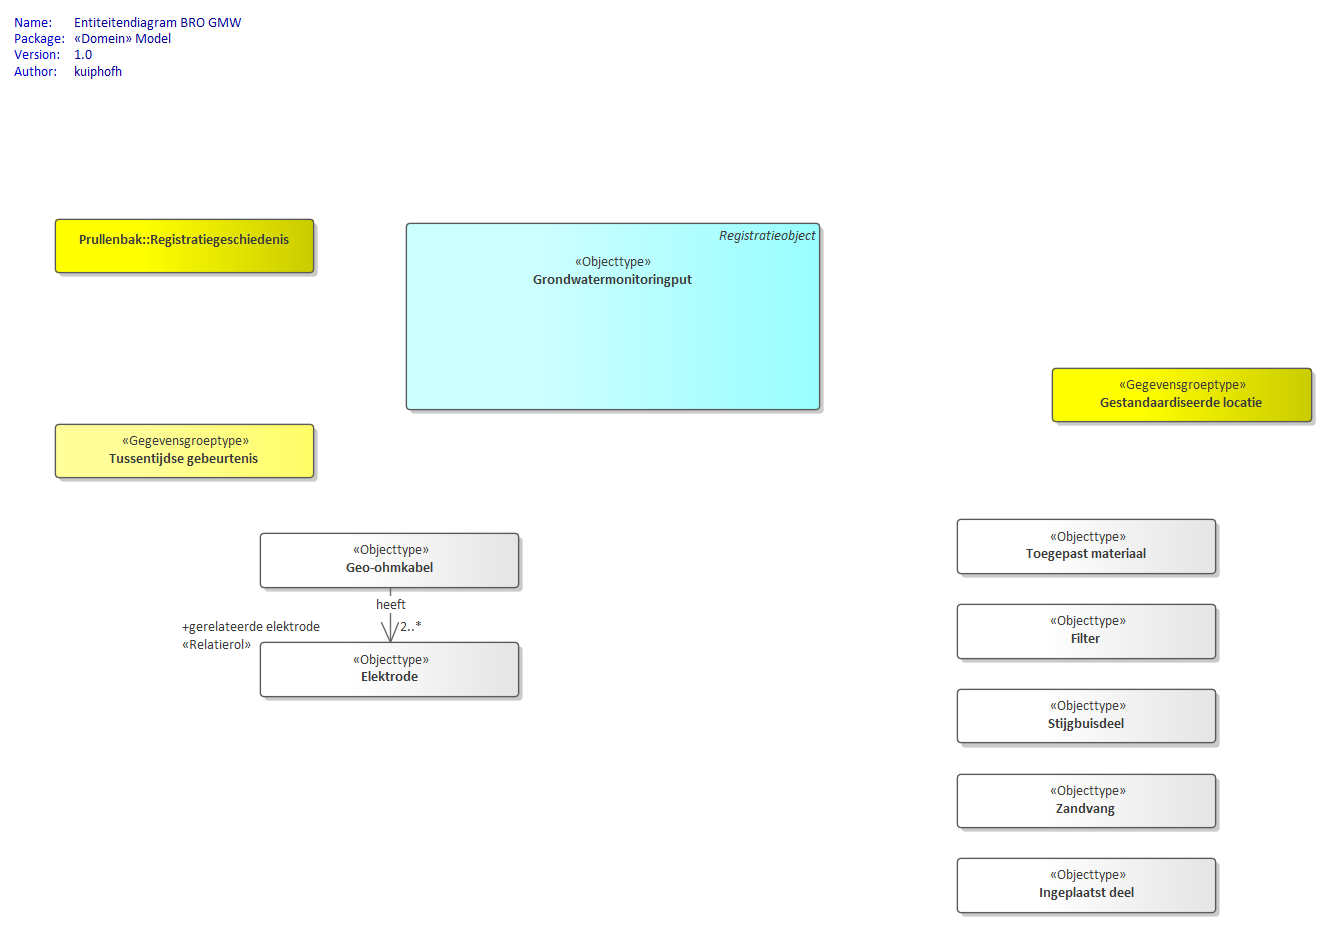 Name: Entiteitendiagram BRO GMW
Package: «Domein» Model
Version: 1.0
Author: kuiphofh
Prullenbak::Registratiegeschiedenis
Registratieobject
«Objecttype»
Grondwatermonitoringput
«Gegevensgroeptype»
Gestandaardiseerde locatie
«Gegevensgroeptype»
Tussentijdse gebeurtenis
«Objecttype»
Geo-ohmkabel
heeft
+gerelateerde elektrode
2..*
«Relatierol»
«Objecttype»
Elektrode
«Objecttype»
Toegepast materiaal
«Objecttype»
Filter
«Objecttype»
Stijgbuisdeel
«Objecttype»
Zandvang
«Objecttype»
Ingeplaatst deel